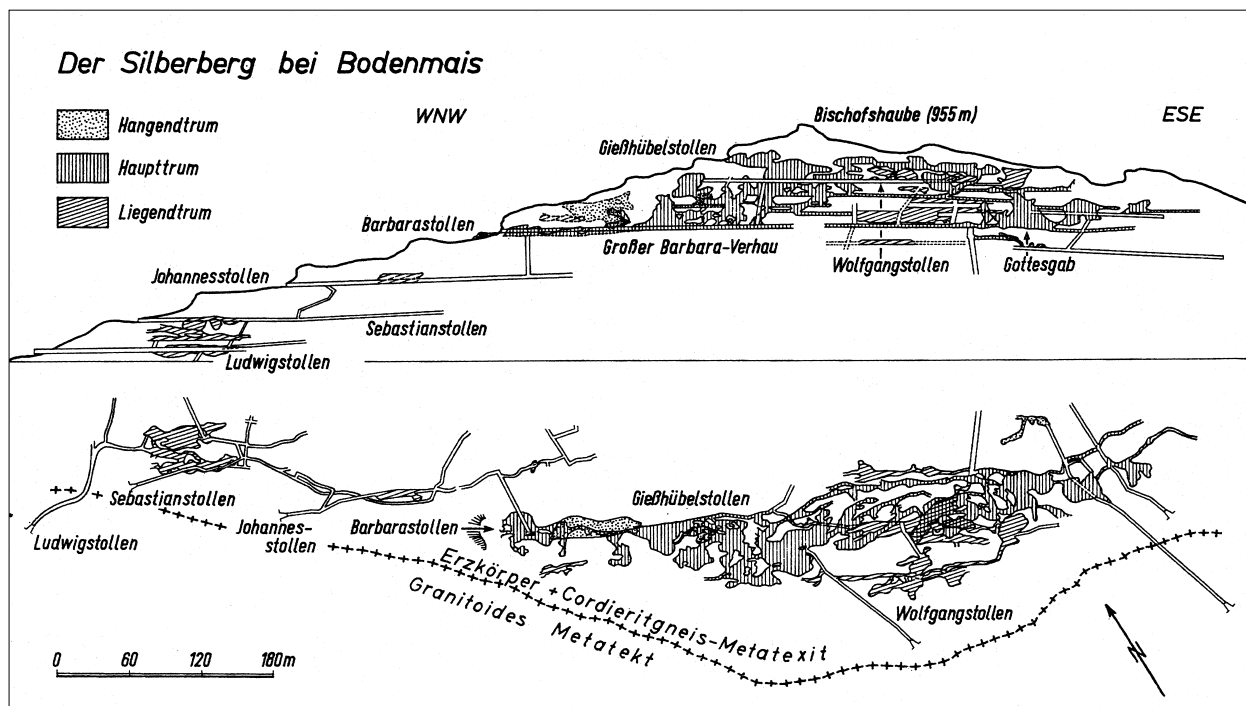 Der Silberberg bei Bodenmais
Hangendtrum
Haupttrum
Liegendtrum
WNW
ESE
Bischofshaube (955 m)
Gießhübelstollen
Barbarastollen
Großer Barbara-Verhau
Wolfgangstollen
Gottesgab
Johannesstollen
Sebastianstollen
Ludwigstollen
Sebastianstollen
Ludwigstollen
Johannes-
stollen
Barbarastollen
Gießhübelstollen
Wolfgangstollen
Erzkörper + Cordieritgneis-Metatexit
Granitoides Metatekt
0 60 120 180 m
N